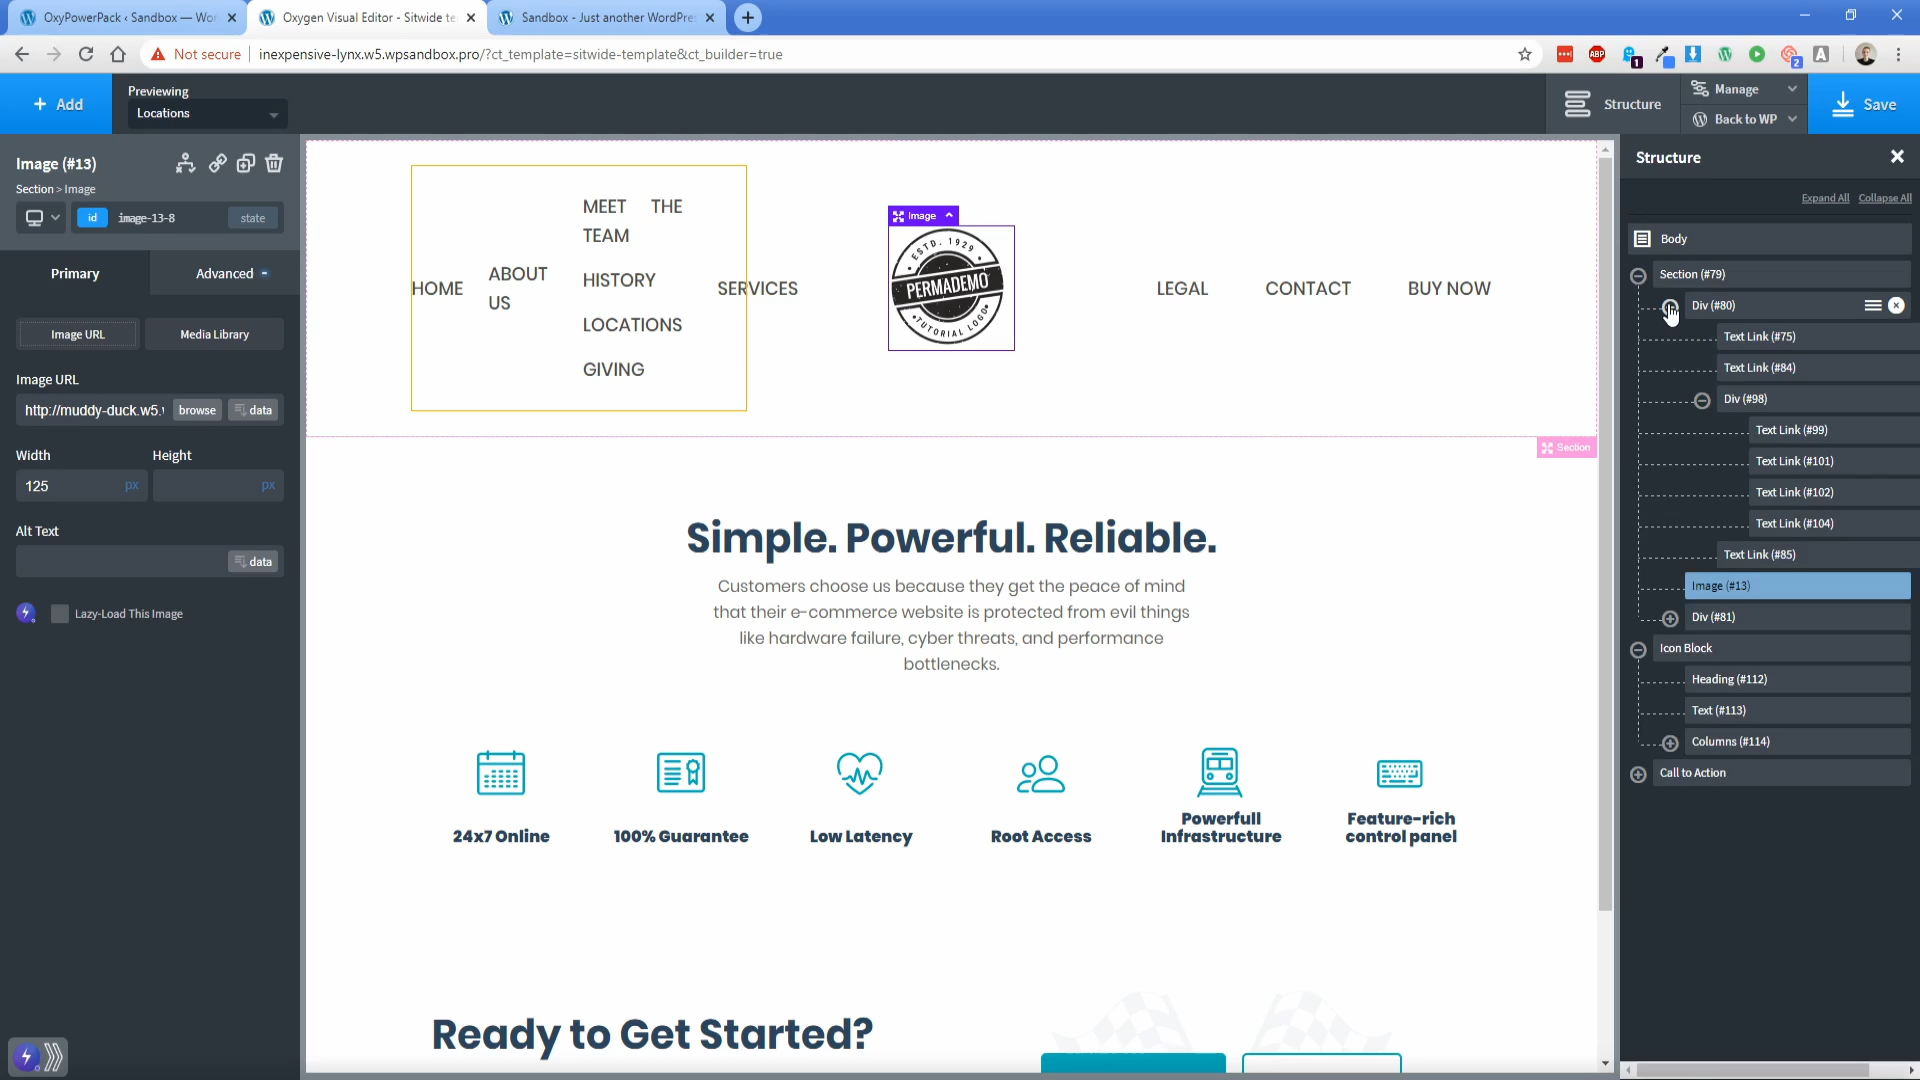 OxyPowerPack ‹ Sandbox — Wor
Oxygen Visual Editor - Sitwide te
Sandbox - Just another WordPres
Not secure
inexpensive-lynx.w5.wpsandbox.pro/?ct_template=sitwide-template&ct_builder=true
ABP
1
2
A
+ Add
Previewing
Locations
Structure
Manage
Back to WP
Save
Image (#13)
Section > Image
id
image-13-8
state
Primary
Advanced
Image URL
Media Library
Image URL
http://muddy-duck.w5.
browse
data
Width
Height
125
px
px
Alt Text
data
Lazy-Load This Image
HOME
ABOUT
US
MEET THE
TEAM
HISTORY
LOCATIONS
GIVING
SERVICES
Image
ESTD. 1929
PERMADEMO
TUTORIAL LOGO
LEGAL
CONTACT
BUY NOW
Section
Simple. Powerful. Reliable.
Customers choose us because they get the peace of mind
that their e-commerce website is protected from evil things
like hardware failure, cyber threats, and performance
bottlenecks.
24x7 Online
100% Guarantee
Low Latency
Root Access
Powerfull
Infrastructure
Feature-rich
control panel
Ready to Get Started?
Structure
Expand All
Collapse All
Body
Section (#79)
Div (#80)
Text Link (#75)
Text Link (#84)
Div (#98)
Text Link (#99)
Text Link (#101)
Text Link (#102)
Text Link (#104)
Text Link (#85)
Image (#13)
Div (#81)
Icon Block
Heading (#112)
Text (#113)
Columns (#114)
Call to Action